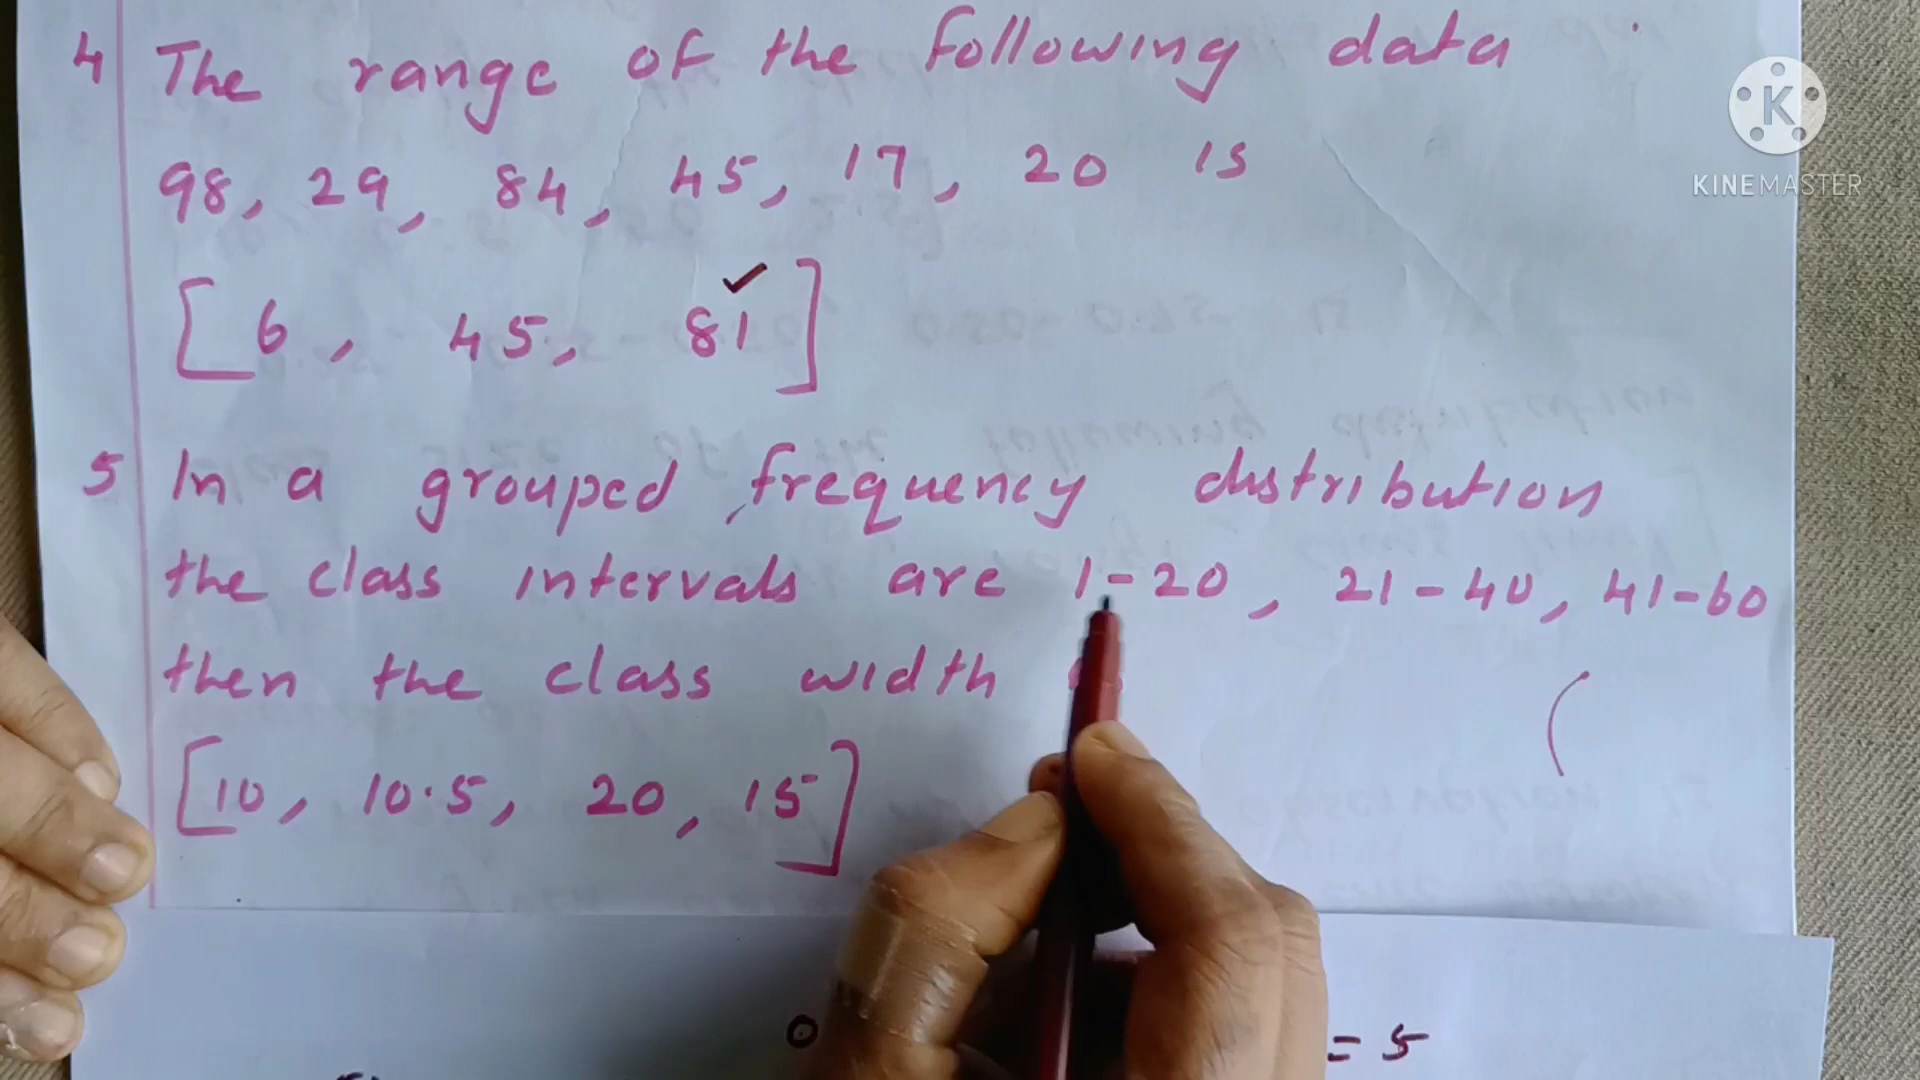 4 The range of the following data
98, 29, 84, 45, 17, 20 is
[6, 45, 81]
5 In a grouped frequency distribution
the class intervals are 1-20, 21-40, 41-60
then the class width
[10, 10.5, 20, 15]
= 5
K
KINEMASTER